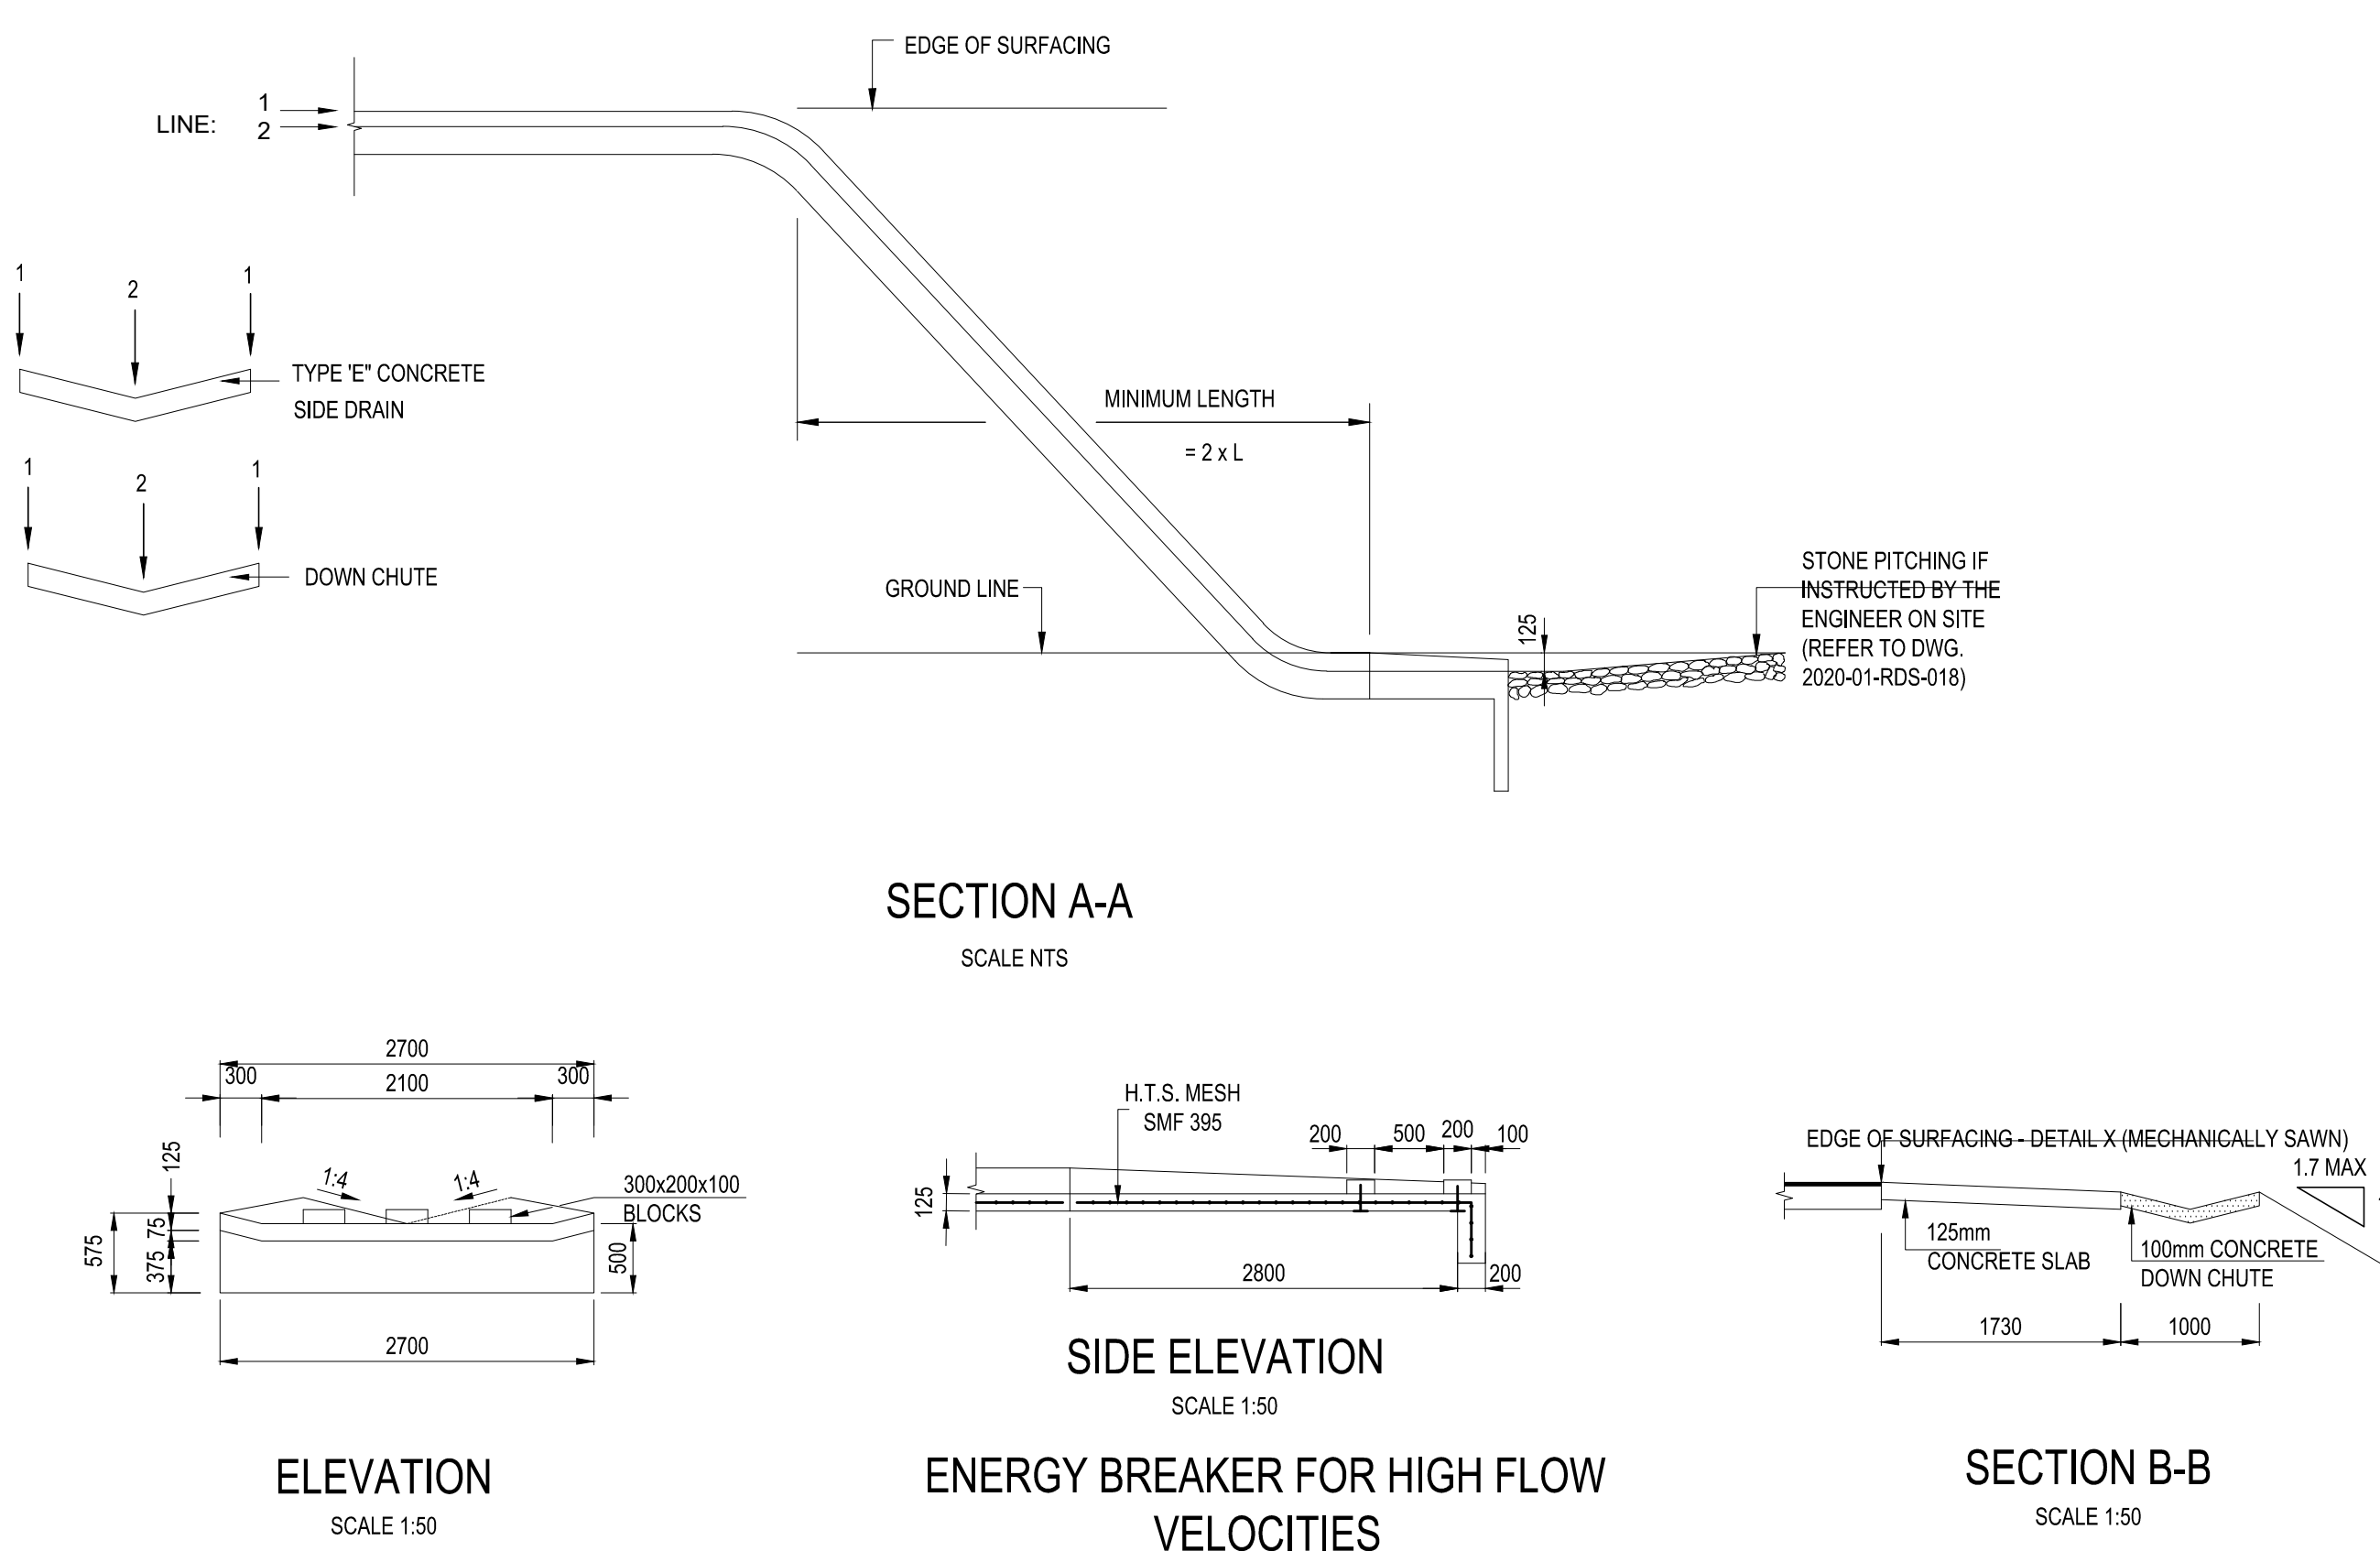 EDGE OF SURFACING
LINE:
1
2
1
2
1
TYPE 'E" CONCRETE
SIDE DRAIN
1
2
1
DOWN CHUTE
MINIMUM LENGTH
= 2 x L
GROUND LINE
125
STONE PITCHING IF
INSTRUCTED BY THE
ENGINEER ON SITE
(REFER TO DWG.
2020-01-RDS-018)
SECTION A-A
SCALE NTS
2700
300
2100
300
125
75
375
575
1:4
1:4
500
300x200x100
BLOCKS
2700
ELEVATION
SCALE 1:50
H.T.S. MESH
SMF 395
200
500
200
100
125
2800
200
SIDE ELEVATION
SCALE 1:50
ENERGY BREAKER FOR HIGH FLOW
VELOCITIES
EDGE OF SURFACING - DETAIL X (MECHANICALLY SAWN)
1.7 MAX
125mm
CONCRETE SLAB
100mm CONCRETE
DOWN CHUTE
1730
1000
SECTION B-B
SCALE 1:50